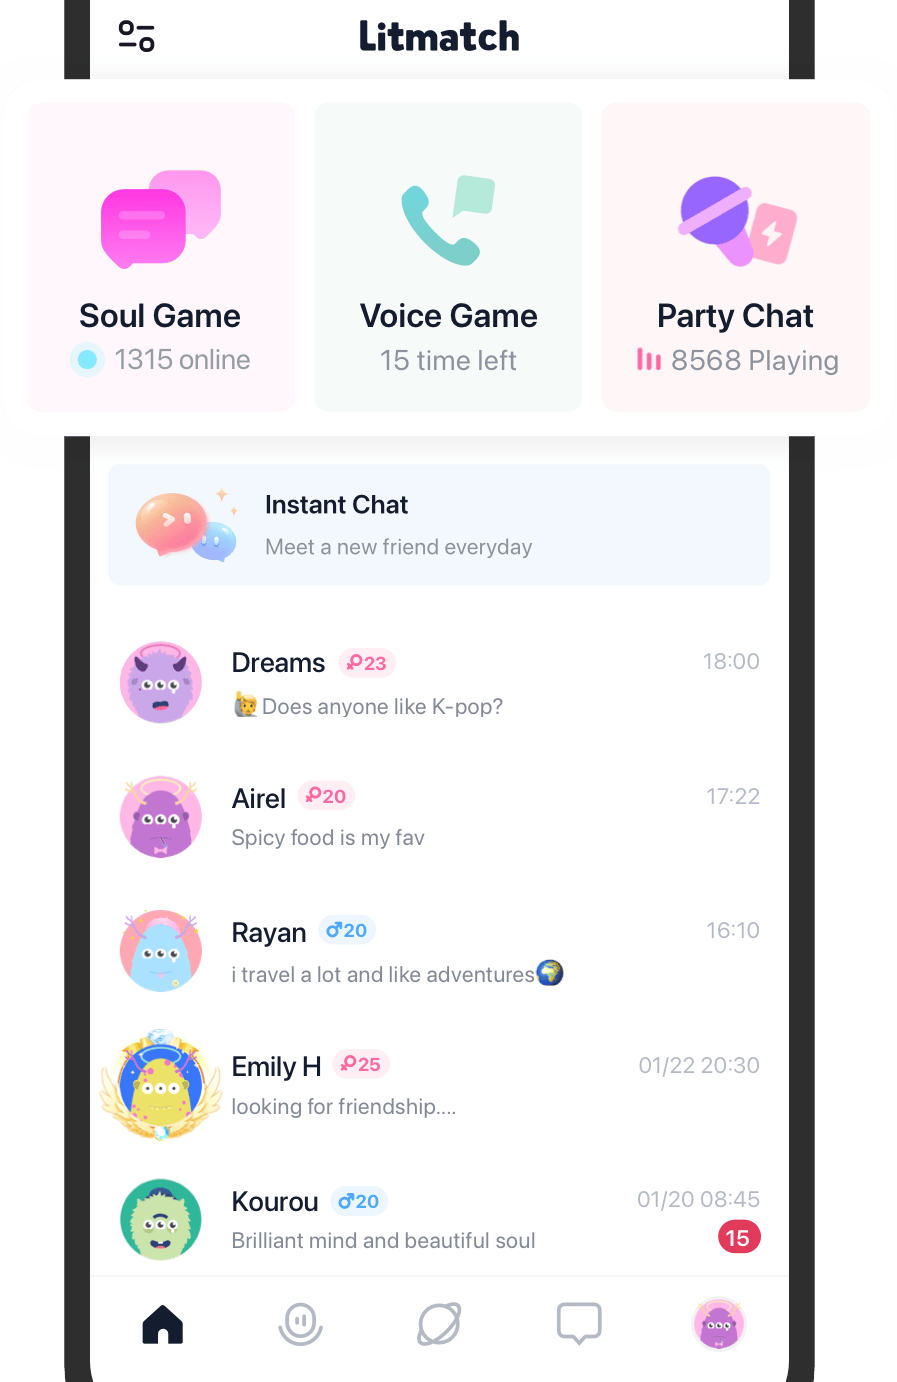 Litmatch
Soul Game
1315 online
Voice Game
15 time left
Party Chat
8568 Playing
Instant Chat
Meet a new friend everyday
Dreams ♀23 18:00
🙋Does anyone like K-pop?
Airel ♀20 17:22
Spicy food is my fav
Rayan ♂20 16:10
i travel a lot and like adventures🌍
Emily H ♀25 01/22 20:30
looking for friendship....
Kourou ♂20 01/20 08:45
Brilliant mind and beautiful soul 15